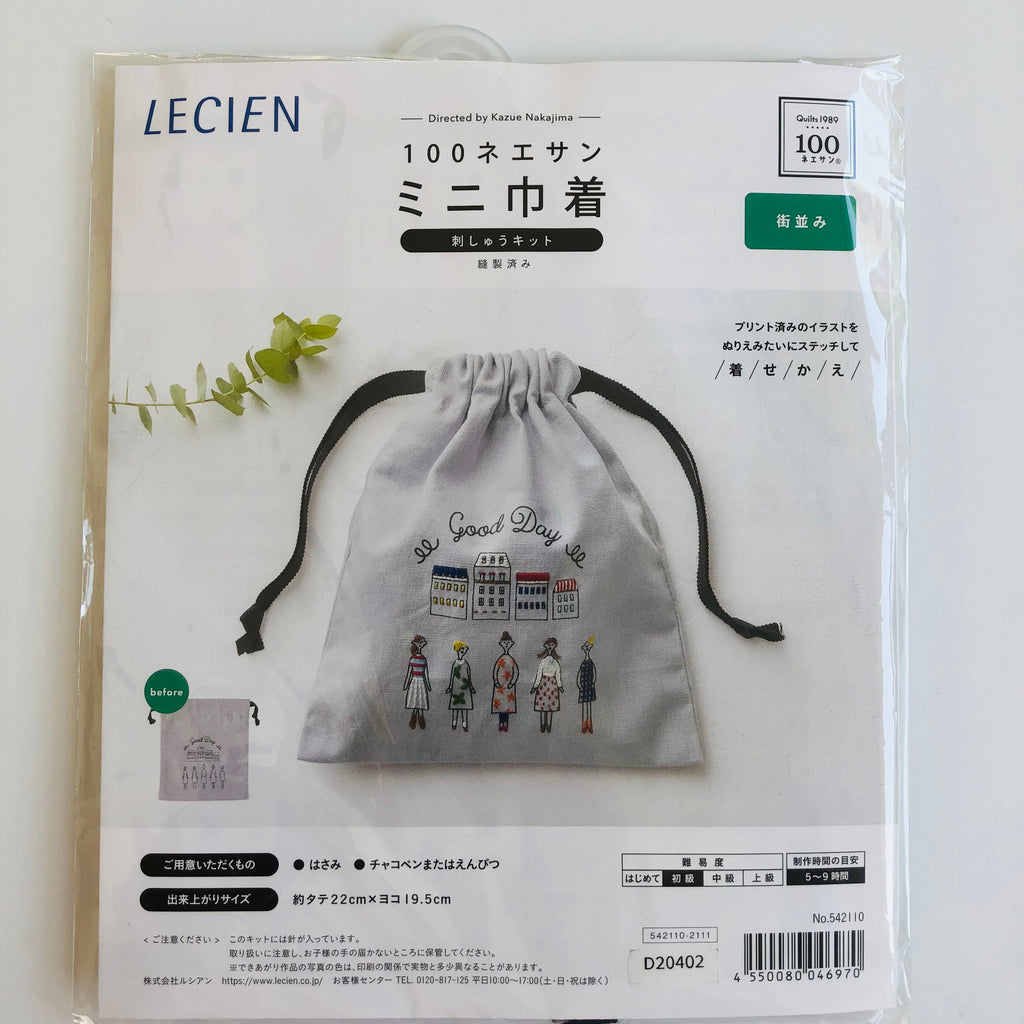 LECIEN
Directed by Kazue Nakajima
100ネエサン
ミニ巾着
刺しゅうキット
縫製済み
Quilts 1989
100
ネエサン®
街並み
プリント済みのイラストを
ぬりえみたいにステッチして
/着/せ/か/え/
Good Day
before
Good Day
ご用意いただくもの ● はさみ ● チャコペンまたはえんぴつ
出来上がりサイズ 約タテ22cm×ヨコ19.5cm
難易度
はじめて 初級 中級 上級
制作時間の目安
5〜9時間
No.542110
<ご注意ください> このキットには針が入っています。
取り扱いに注意し、お子様の手の届かないところに保管してください。
※できあがり作品の写真の色は、印刷の関係で実物と多少異なることがあります。
株式会社ルシアン https://www.lecien.co.jp/ お客様センター TEL. 0120-817-125 平日10:00〜17:00(土・日・祝は除く)
542110-2111
D20402
4 550080 046970